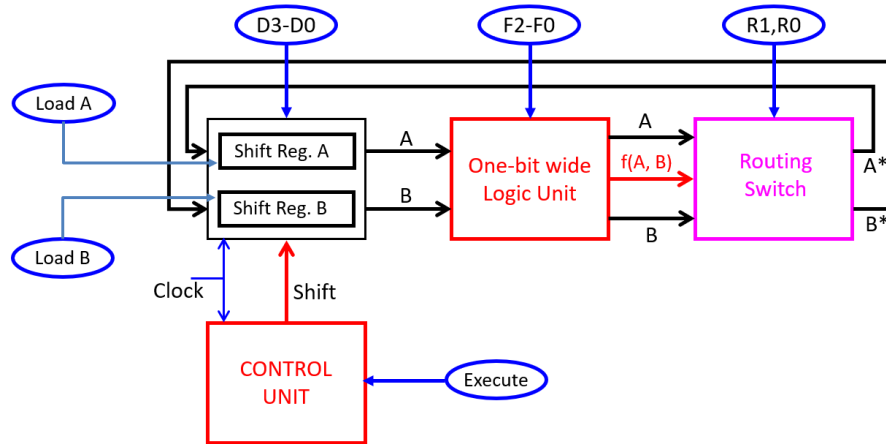 D3-D0
F2-F0
R1,R0
Load A
Shift Reg. A
A
One-bit wide
Logic Unit
A
f(A, B)
Routing
Switch
A*
Shift Reg. B
B
B
B*
Load B
Clock
Shift
CONTROL
UNIT
Execute